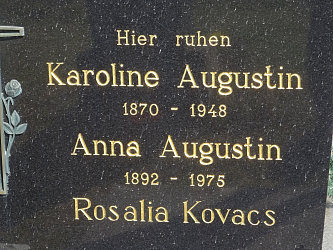 Hier ruhen
Karoline Augustin
1870 - 1948
Anna Augustin
1892 - 1975
Rosalia Kovacs